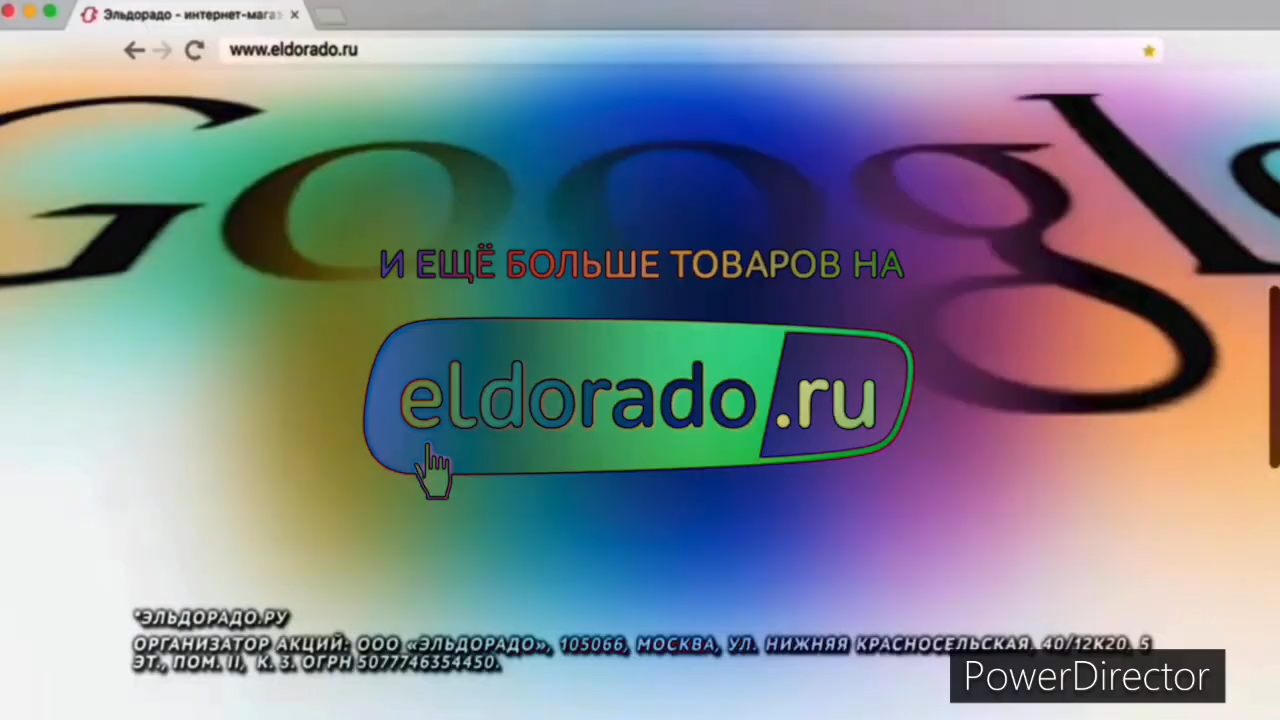 Эльдорадо - интернет-мага
www.eldorado.ru
Google
И ЕЩЁ БОЛЬШЕ ТОВАРОВ НА
eldorado.ru
*ЭЛЬДОРАДО.РУ
ОРГАНИЗАТОР АКЦИЙ: ООО «ЭЛЬДОРАДО», 105066, МОСКВА, УЛ. НИЖНЯЯ КРАСНОСЕЛЬСКАЯ, 40/12К20, 5
ЭТ., ПОМ. II, К. 3. ОГРН 5077746354450.
PowerDirector